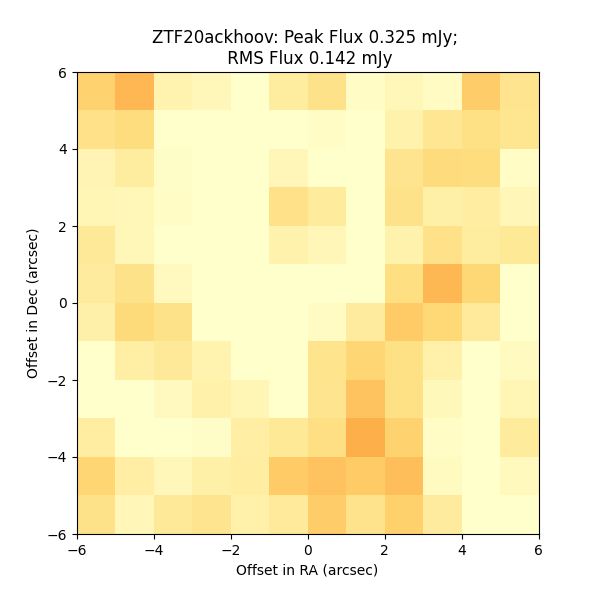 ZTF20ackhoov: Peak Flux 0.325 mJy;
RMS Flux 0.142 mJy
6
4
2
0
−2
−4
−6
Offset in Dec (arcsec)
−6 −4 −2 0 2 4 6
Offset in RA (arcsec)